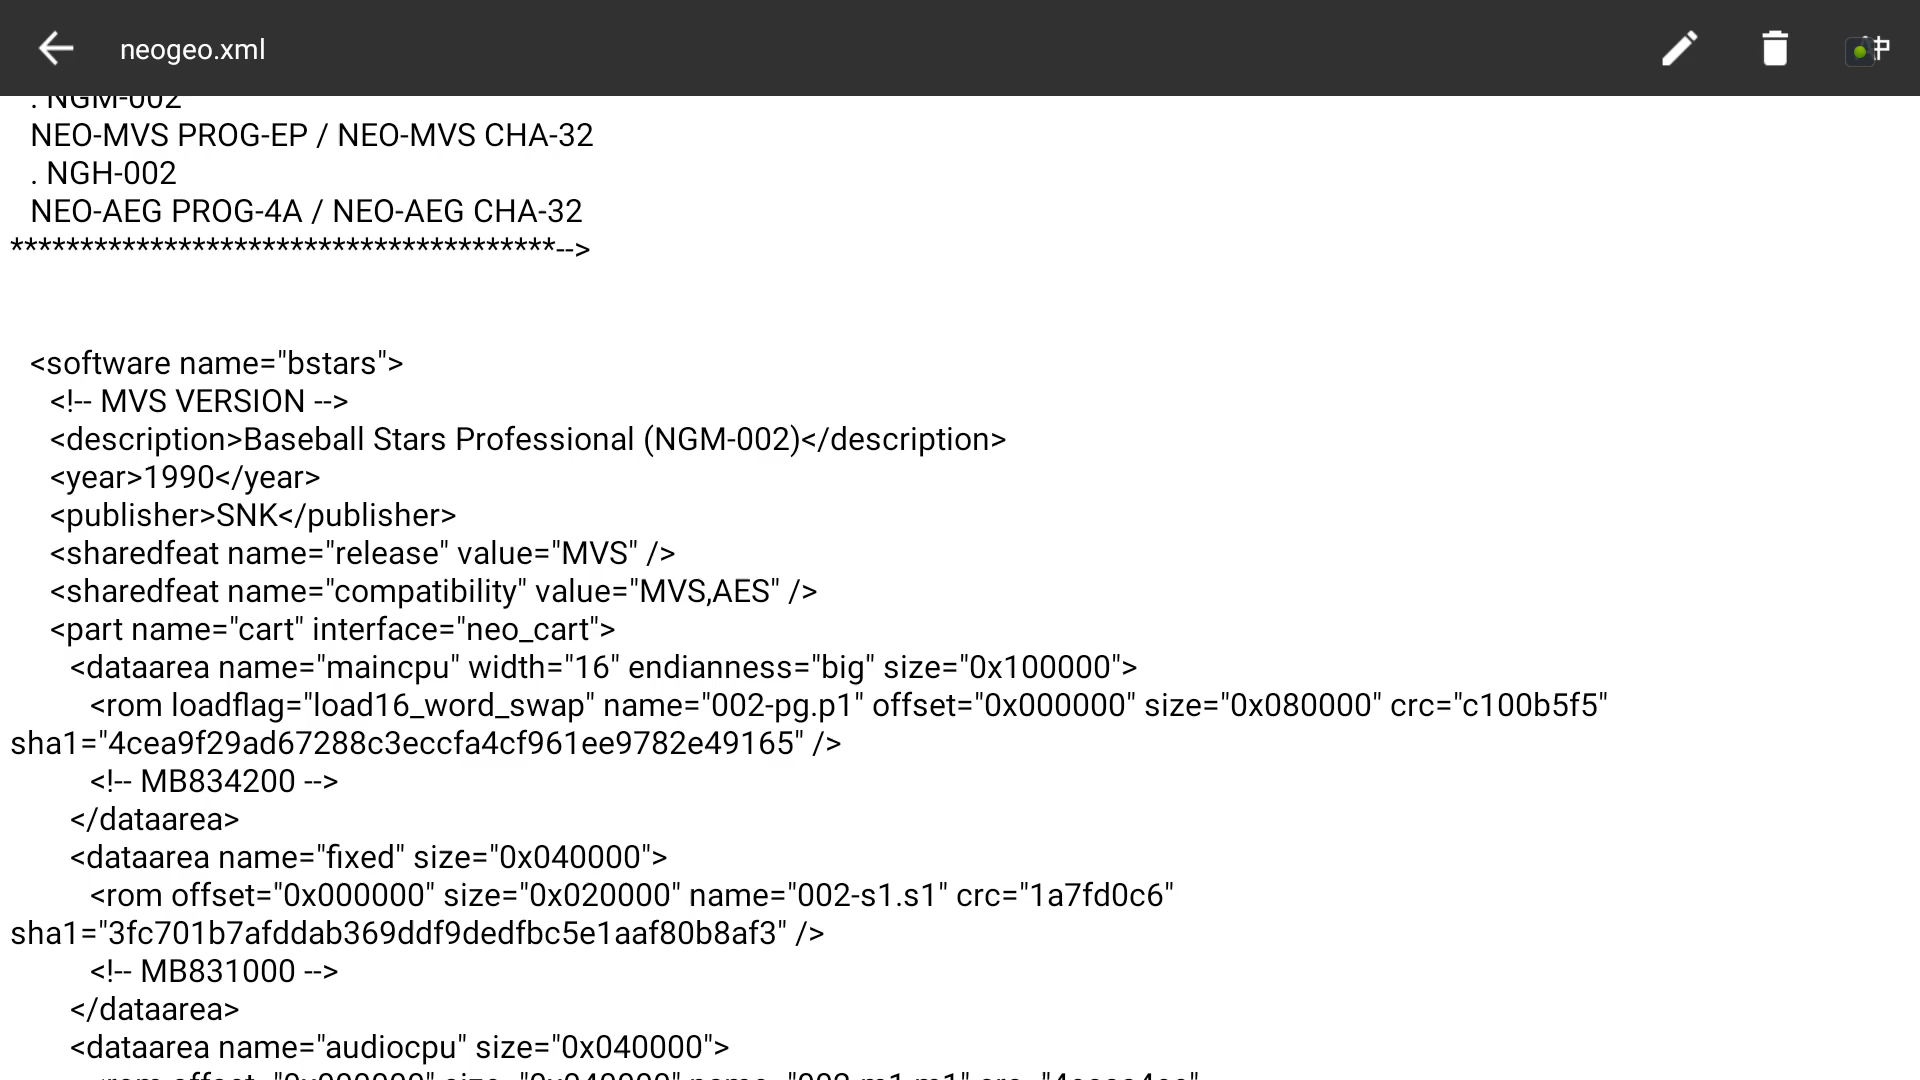 neogeo.xml
. NGM-002
NEO-MVS PROG-EP / NEO-MVS CHA-32
. NGH-002
NEO-AEG PROG-4A / NEO-AEG CHA-32
***************************************-->
<software name="bstars">
<!-- MVS VERSION -->
<description>Baseball Stars Professional (NGM-002)</description>
<year>1990</year>
<publisher>SNK</publisher>
<sharedfeat name="release" value="MVS" />
<sharedfeat name="compatibility" value="MVS,AES" />
<part name="cart" interface="neo_cart">
<dataarea name="maincpu" width="16" endianness="big" size="0x100000">
<rom loadflag="load16_word_swap" name="002-pg.p1" offset="0x000000" size="0x080000" crc="c100b5f5"
sha1="4cea9f29ad67288c3eccfa4cf961ee9782e49165" />
<!-- MB834200 -->
</dataarea>
<dataarea name="fixed" size="0x040000">
<rom offset="0x000000" size="0x020000" name="002-s1.s1" crc="1a7fd0c6"
sha1="3fc701b7afddab369ddf9dedfbc5e1aaf80b8af3" />
<!-- MB831000 -->
</dataarea>
<dataarea name="audiocpu" size="0x040000">